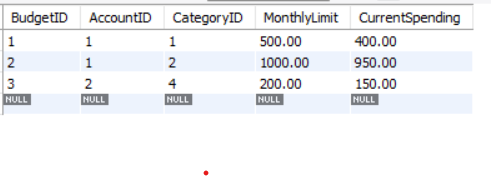 BudgetID AccountID CategoryID MonthlyLimit CurrentSpending
1 1 1 500.00 400.00
2 1 2 1000.00 950.00
3 2 4 200.00 150.00
NULL NULL NULL NULL NULL